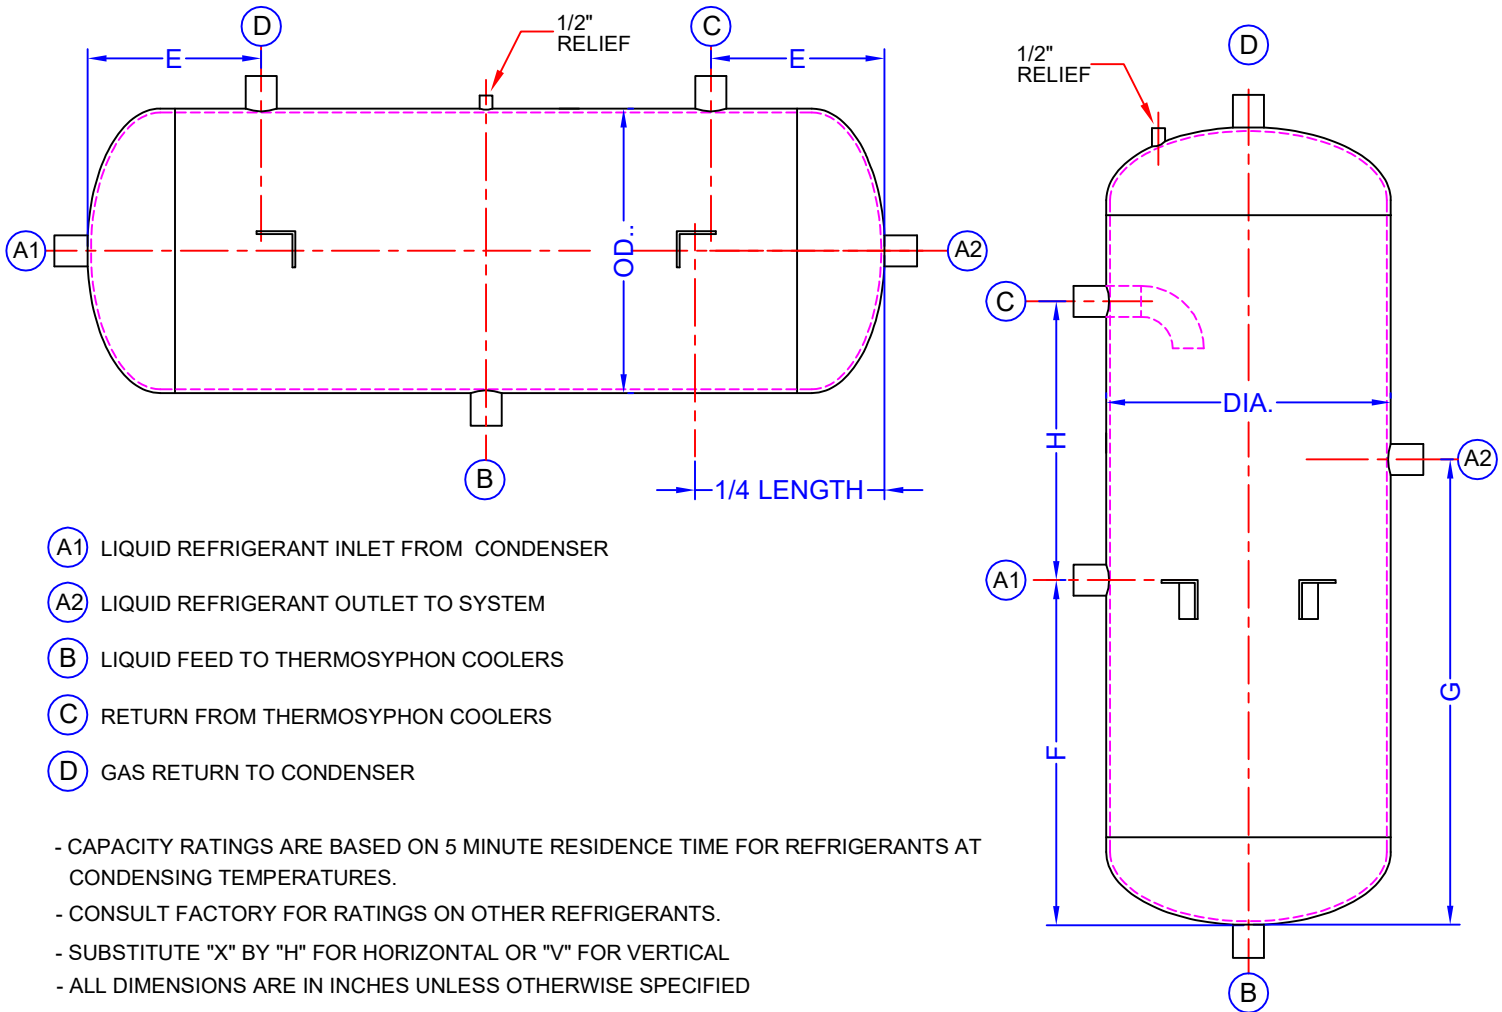 D
C
1/2"
RELIEF
E
E
A1
A2
OD..
B
1/4 LENGTH
D
1/2"
RELIEF
C
DIA.
H
A2
A1
G
F
B
A1 LIQUID REFRIGERANT INLET FROM CONDENSER
A2 LIQUID REFRIGERANT OUTLET TO SYSTEM
B LIQUID FEED TO THERMOSYPHON COOLERS
C RETURN FROM THERMOSYPHON COOLERS
D GAS RETURN TO CONDENSER
- CAPACITY RATINGS ARE BASED ON 5 MINUTE RESIDENCE TIME FOR REFRIGERANTS AT
CONDENSING TEMPERATURES.
- CONSULT FACTORY FOR RATINGS ON OTHER REFRIGERANTS.
- SUBSTITUTE "X" BY "H" FOR HORIZONTAL OR "V" FOR VERTICAL
- ALL DIMENSIONS ARE IN INCHES UNLESS OTHERWISE SPECIFIED